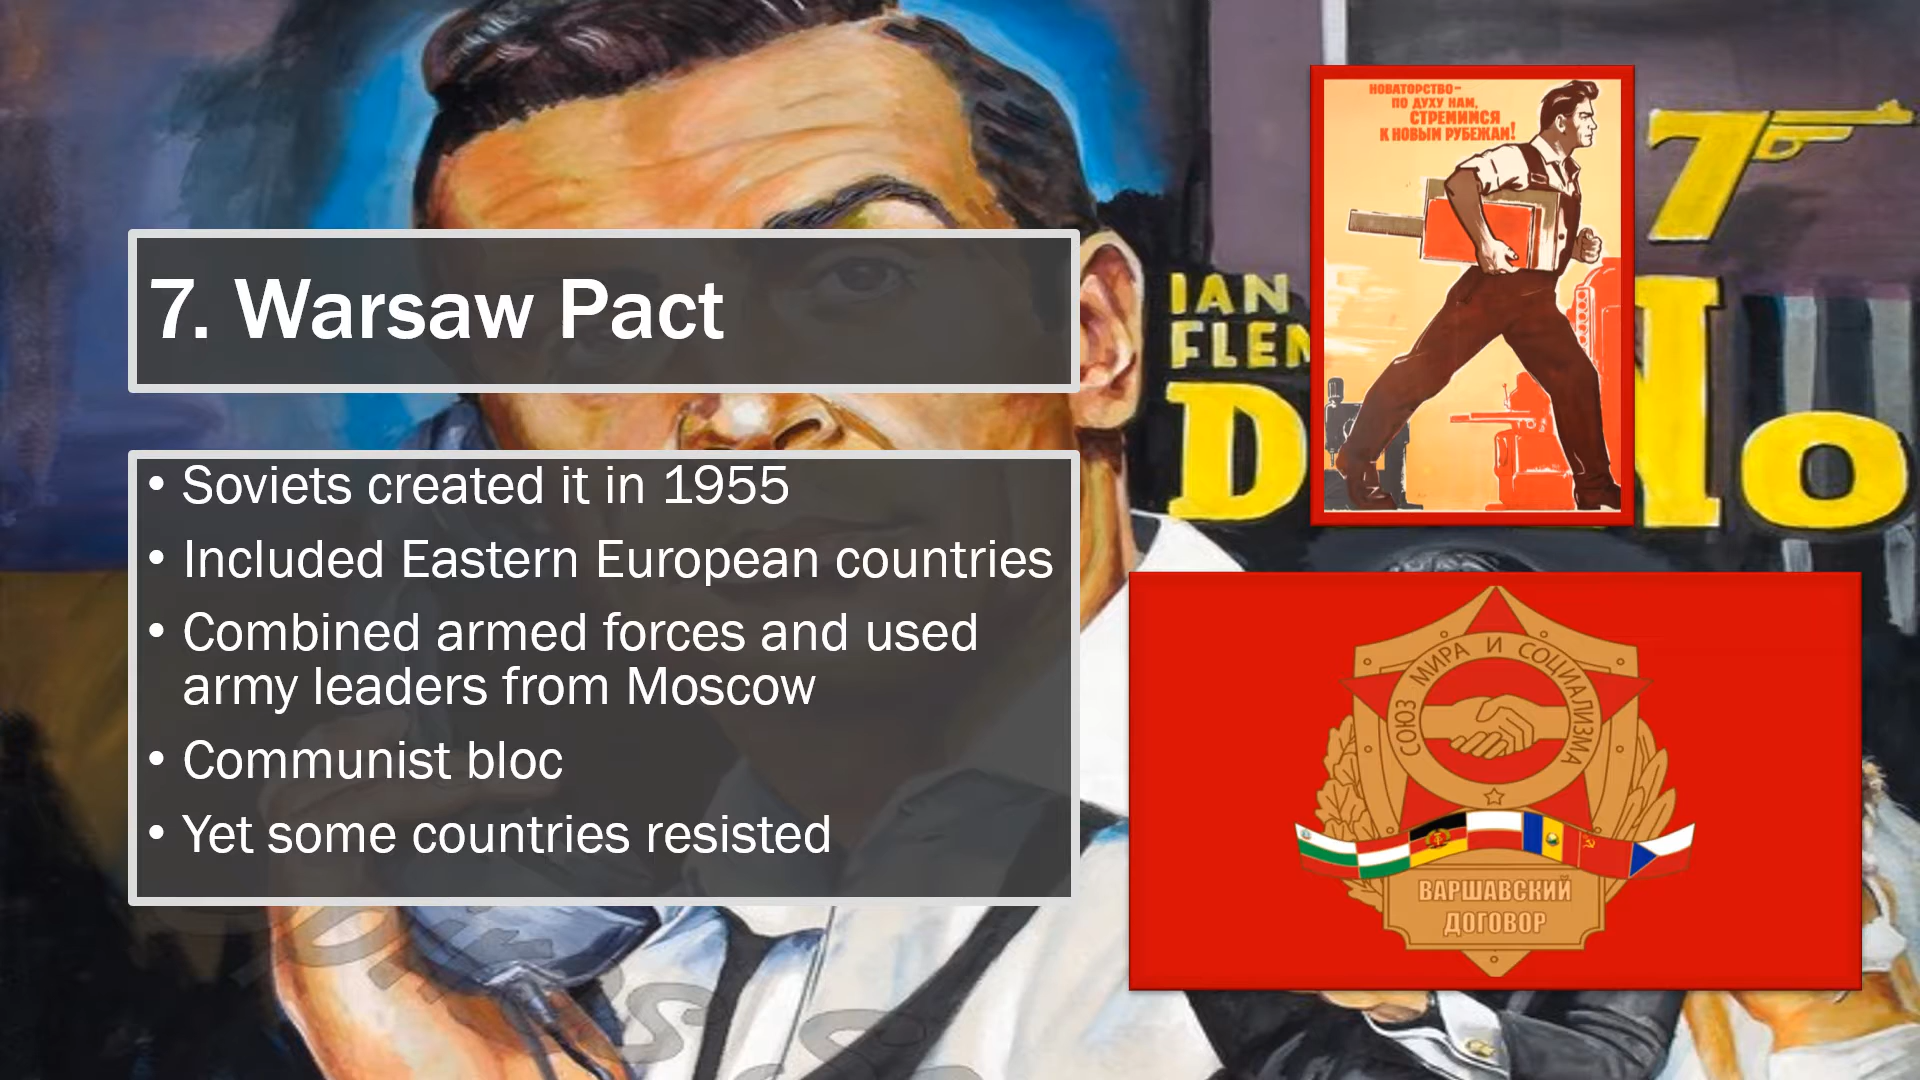 7. Warsaw Pact
• Soviets created it in 1955
• Included Eastern European countries
• Combined armed forces and used
army leaders from Moscow
• Communist bloc
• Yet some countries resisted
НОВАТОРСТВО-
ПО ДУХУ НАМ,
СТРЕМИМСЯ
К НОВЫМ РУБЕЖАМ!
7
IAN
FLEM
D No
СОЮЗ МИРА И СОЦИАЛИЗМА
ВАРШАВСКИЙ
ДОГОВОР